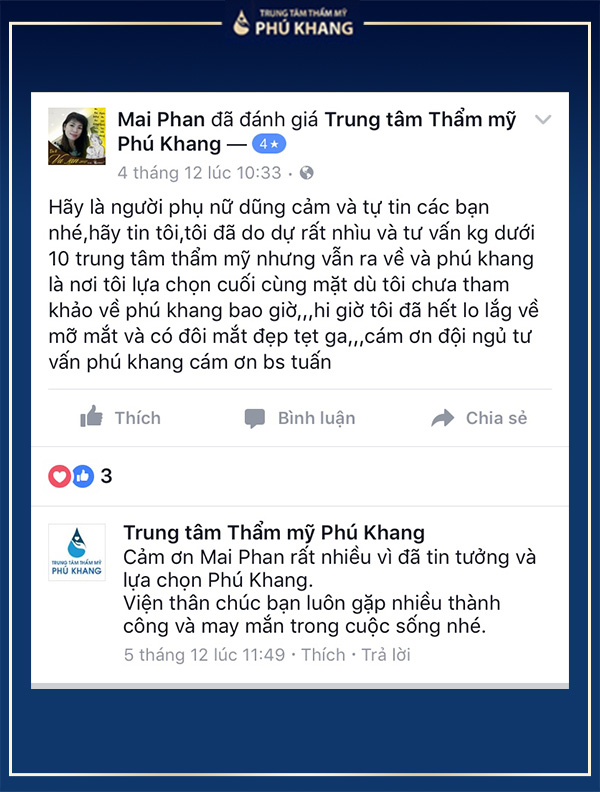 TRUNG TÂM THẨM MỸ
PHÚ KHANG
Mai Phan đã đánh giá Trung tâm Thẩm mỹ
Phú Khang — 4★
4 tháng 12 lúc 10:33 ·
Hãy là người phụ nữ dũng cảm và tự tin các bạn
nhé,hãy tin tôi,tôi đã do dự rất nhìu và tư vấn kg dưới
10 trung tâm thẩm mỹ nhưng vẫn ra về và phú khang
là nơi tôi lựa chọn cuối cùng mặt dù tôi chưa tham
khảo về phú khang bao giờ,,,hi giờ tôi đã hết lo lắg về
mỡ mắt và có đôi mắt đẹp tẹt ga,,,cám ơn đội ngủ tư
vấn phú khang cám ơn bs tuấn
Thích Bình luận Chia sẻ
3
TRUNG TÂM THẨM MỸ
PHÚ KHANG
Trung tâm Thẩm mỹ Phú Khang
Cảm ơn Mai Phan rất nhiều vì đã tin tưởng và
lựa chọn Phú Khang.
Viện thân chúc bạn luôn gặp nhiều thành
công và may mắn trong cuộc sống nhé.
5 tháng 12 lúc 11:49 · Thích · Trả lời